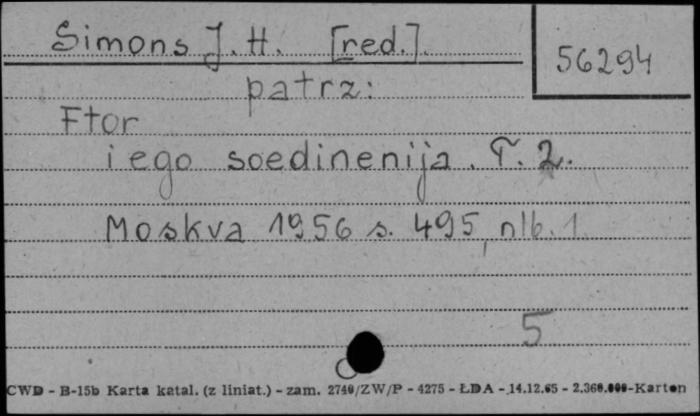 Simons J. H. [red.].
56294
patrz:
Ftor
i ego soedinenija. T. 2.
Moskva 1956 s. 495, nlb. 1
5
CWD - B-15b Karta katal. (z liniat.) - zam. 2740/ZW/P - 4275 - ŁDA - 14.12.65 - 2.360.000-Karton